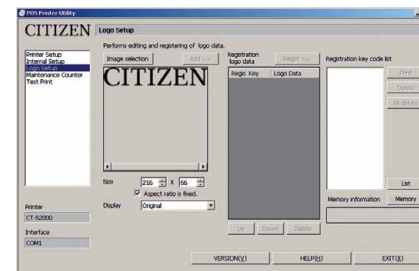 POS Printer Utility
CITIZEN
Logo Setup
Printer Setup
Internal Setup
Logo Setup
Maintenance Counter
Test Print
Performs editing and registering of logo data.
Image selection
Add >>
Registration logo data
Regist >>
Registration key code list
CITIZEN
Regis Key
Logo Data
Print
Delete
All delete
Size
216 X 66
Aspect ratio is fixed.
Display
Original
List
Memory information
Memory
Printer
CT-S2000
Interface
COM1
Up
Down
Delete
VERSION(V)
HELP(H)
EXIT(X)